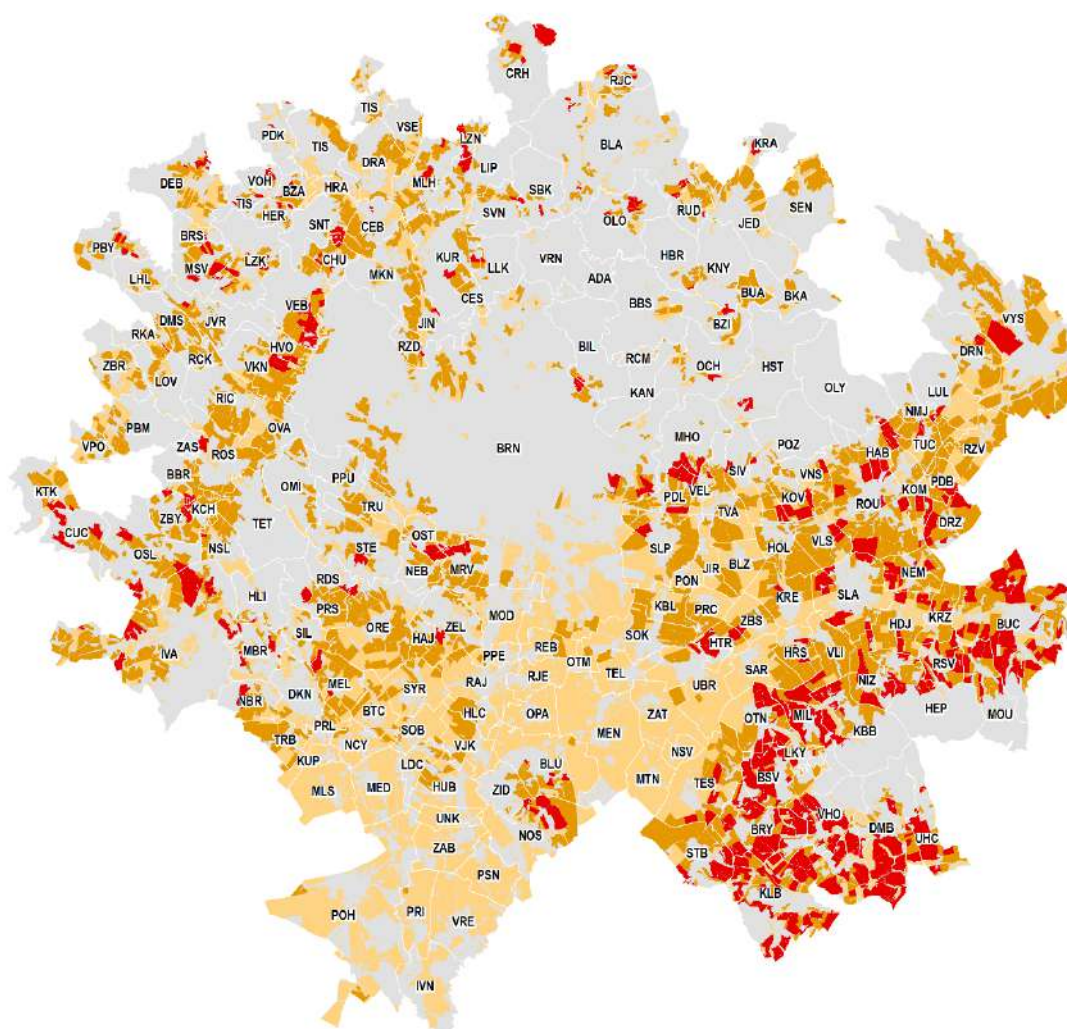 CRH
RJC
TIS
VSE
PDK
TIS
LZN
BLA
KRA
DRA
LIP
DEB
VOH
BZA
HRA
MLH
SBK
TIS
HER
SVN
OLO
RUD
JED
SEN
SNT
CEB
BRS
PBY
MSV
LZK
CHU
MKN
KUR
LLK
VRN
ADA
HBR
KNY
LHL
CES
BBS
BUA
BKA
VEB
DMS
JVR
JIN
BZI
VYS
RKA
HVO
RZD
BIL
DRN
ZBR
RCK
VKN
RCM
OCH
HST
LOV
KAN
OLY
LUL
RIC
NMJ
VPO
PBM
OVA
BRN
MHO
POZ
TUC
RZV
ZAS
ROS
HAB
BBR
PPU
SIV
VNS
PDB
KTK
OMI
PDL
VEL
KOV
ROU
KOM
ZBY
KCH
TRU
TVA
DRZ
CUC
TET
OST
VLS
OSL
NSL
STE
SLP
HOL
MRV
JIR
BLZ
NEB
NEM
RDS
PON
HLI
KRE
SLA
PRS
KBL
PRC
MOD
ZBS
HDJ
KRZ
BUC
ORE
ZEL
SIL
HAJ
SOK
HTR
REB
IVA
MBR
PPE
HRS
VLI
OTM
RSV
TEL
SAR
MEL
RAJ
RJE
UBR
NIZ
NBR
DKN
SYR
HEP
BTC
HLC
OPA
ZAT
OTN
MIL
MOU
PRL
SOB
MEN
KBB
TRB
NCY
VJK
NSV
LKY
KUP
LDC
BLU
MTN
BSV
MLS
MED
HUB
ZID
TES
UNK
VHO
NOS
BRY
DMB
ZAB
UHC
STB
PSN
KLB
POH
PRI
VRE
IVN